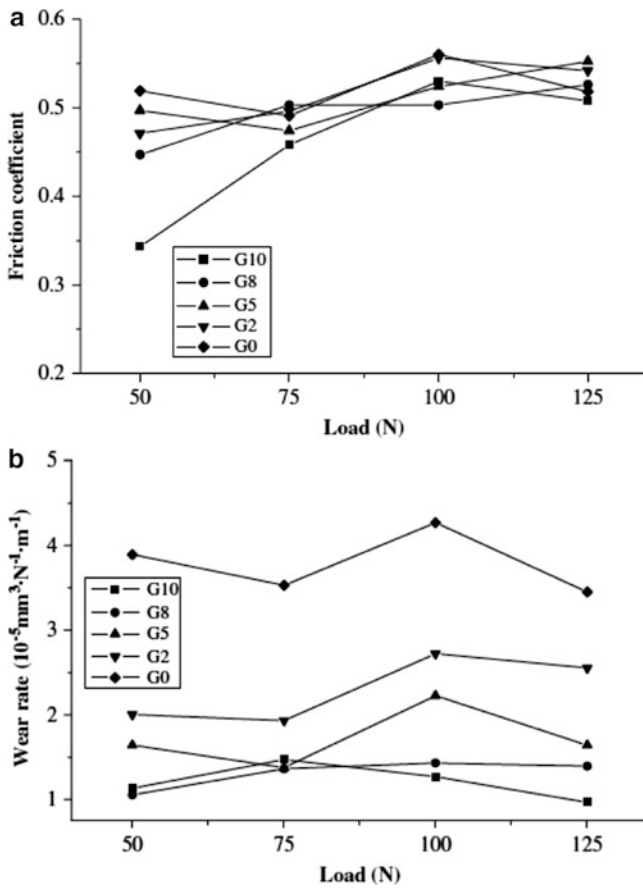 a
0.6
0.5
0.4
0.3
0.2
Friction coefficient
G10
G8
G5
G2
G0
50 75 100 125
Load (N)
b
5
4
3
2
1
Wear rate (10⁻⁵mm³·N⁻¹·m⁻¹)
G10
G8
G5
G2
G0
50 75 100 125
Load (N)